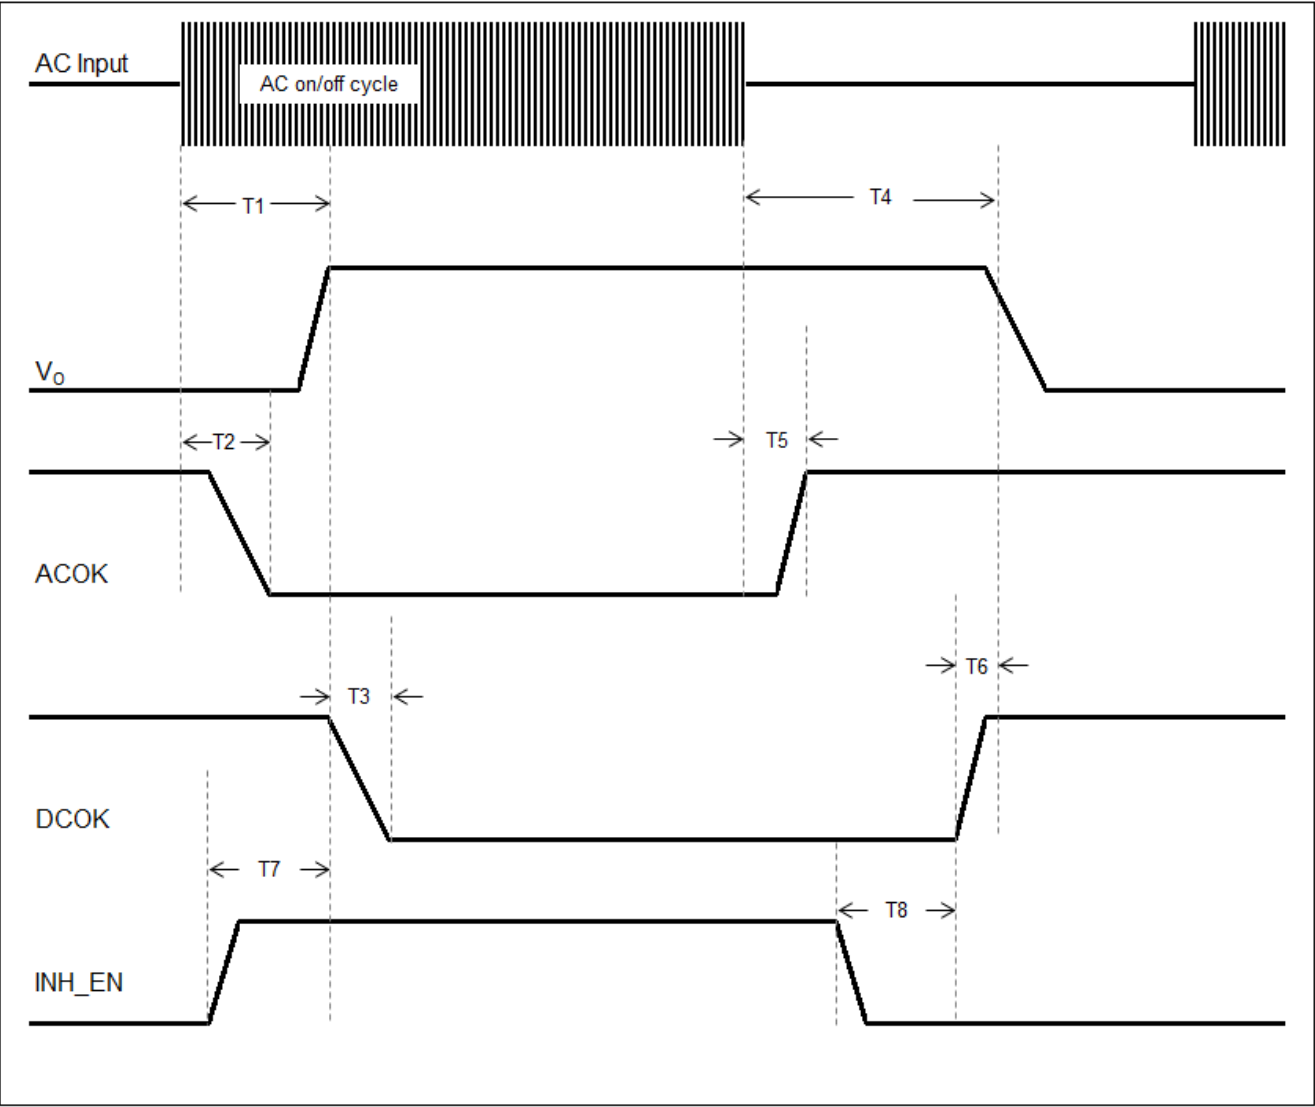 AC Input
AC on/off cycle
T1
T4
Vo
T2
T5
ACOK
T6
T3
DCOK
T7
T8
INH_EN